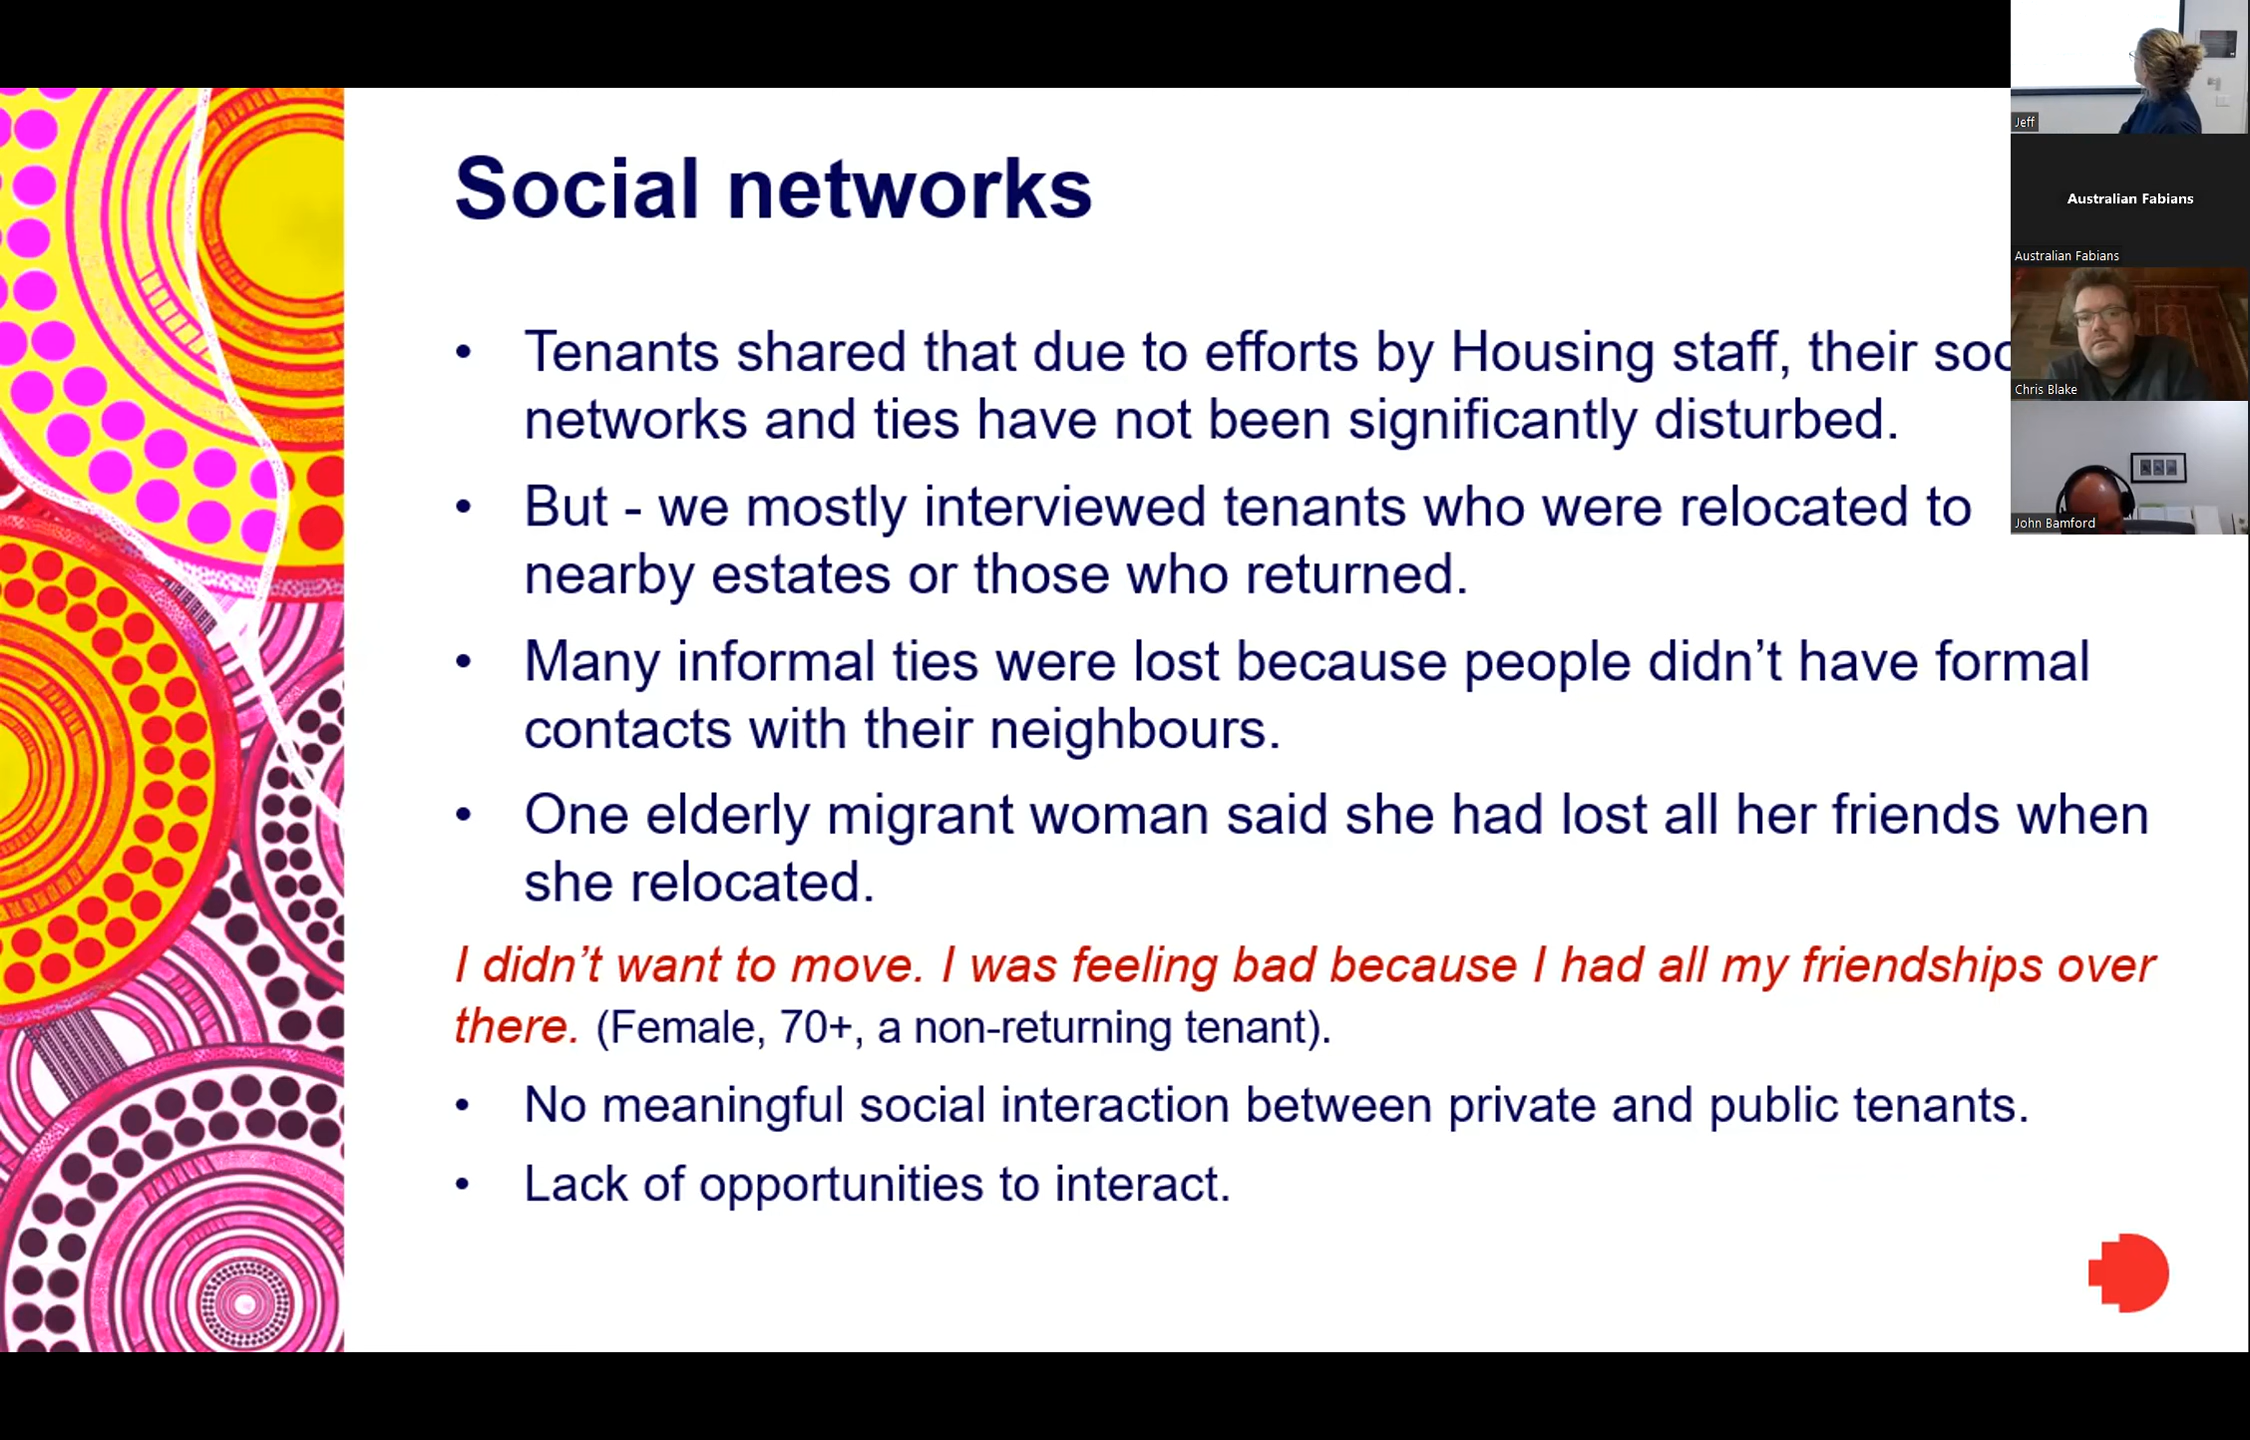 Social networks
• Tenants shared that due to efforts by Housing staff, their soc
networks and ties have not been significantly disturbed.
• But - we mostly interviewed tenants who were relocated to
nearby estates or those who returned.
• Many informal ties were lost because people didn’t have formal
contacts with their neighbours.
• One elderly migrant woman said she had lost all her friends when
she relocated.
I didn’t want to move. I was feeling bad because I had all my friendships over
there. (Female, 70+, a non-returning tenant).
• No meaningful social interaction between private and public tenants.
• Lack of opportunities to interact.
Jeff
Australian Fabians
Australian Fabians
Chris Blake
John Bamford